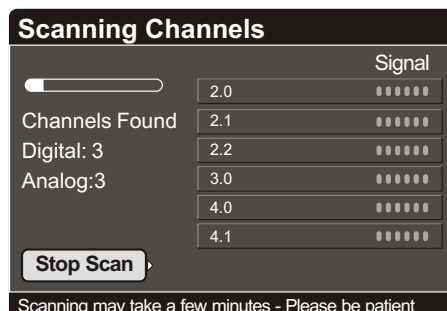 Scanning Channels
Signal
Channels Found
Digital: 3
Analog:3
2.0
2.1
2.2
3.0
4.0
4.1
Stop Scan
Scanning may take a few minutes - Please be patient